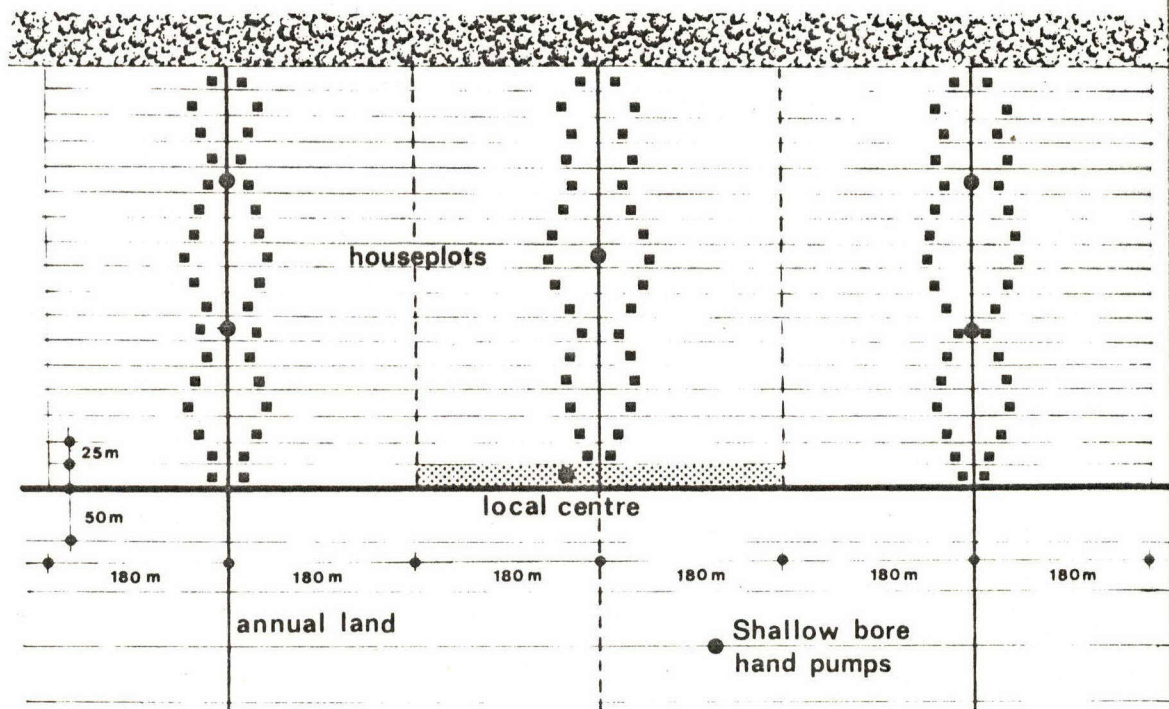 houseplots
25m
local centre
50m
180 m
180 m
180 m
180 m
180 m
180 m
annual land
Shallow bore
hand pumps